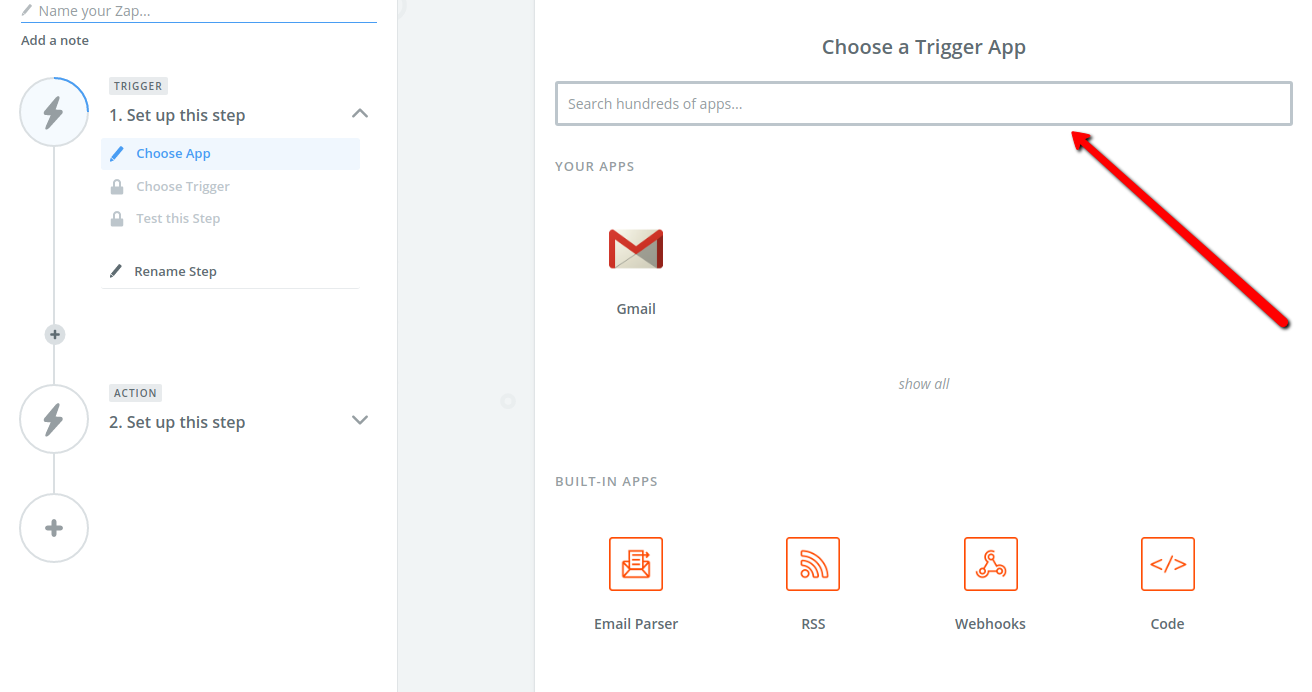 Name your Zap...
Add a note
TRIGGER
1. Set up this step
Choose App
Choose Trigger
Test this Step
Rename Step
ACTION
2. Set up this step
Choose a Trigger App
Search hundreds of apps...
YOUR APPS
Gmail
show all
BUILT-IN APPS
Email Parser
RSS
Webhooks
</>
Code